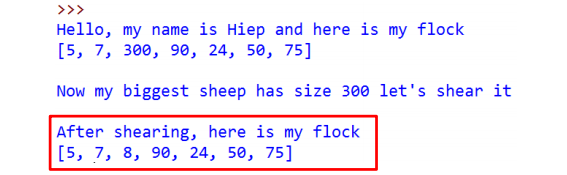 >>>
Hello, my name is Hiep and here is my flock
[5, 7, 300, 90, 24, 50, 75]
Now my biggest sheep has size 300 let's shear it
After shearing, here is my flock
[5, 7, 8, 90, 24, 50, 75]